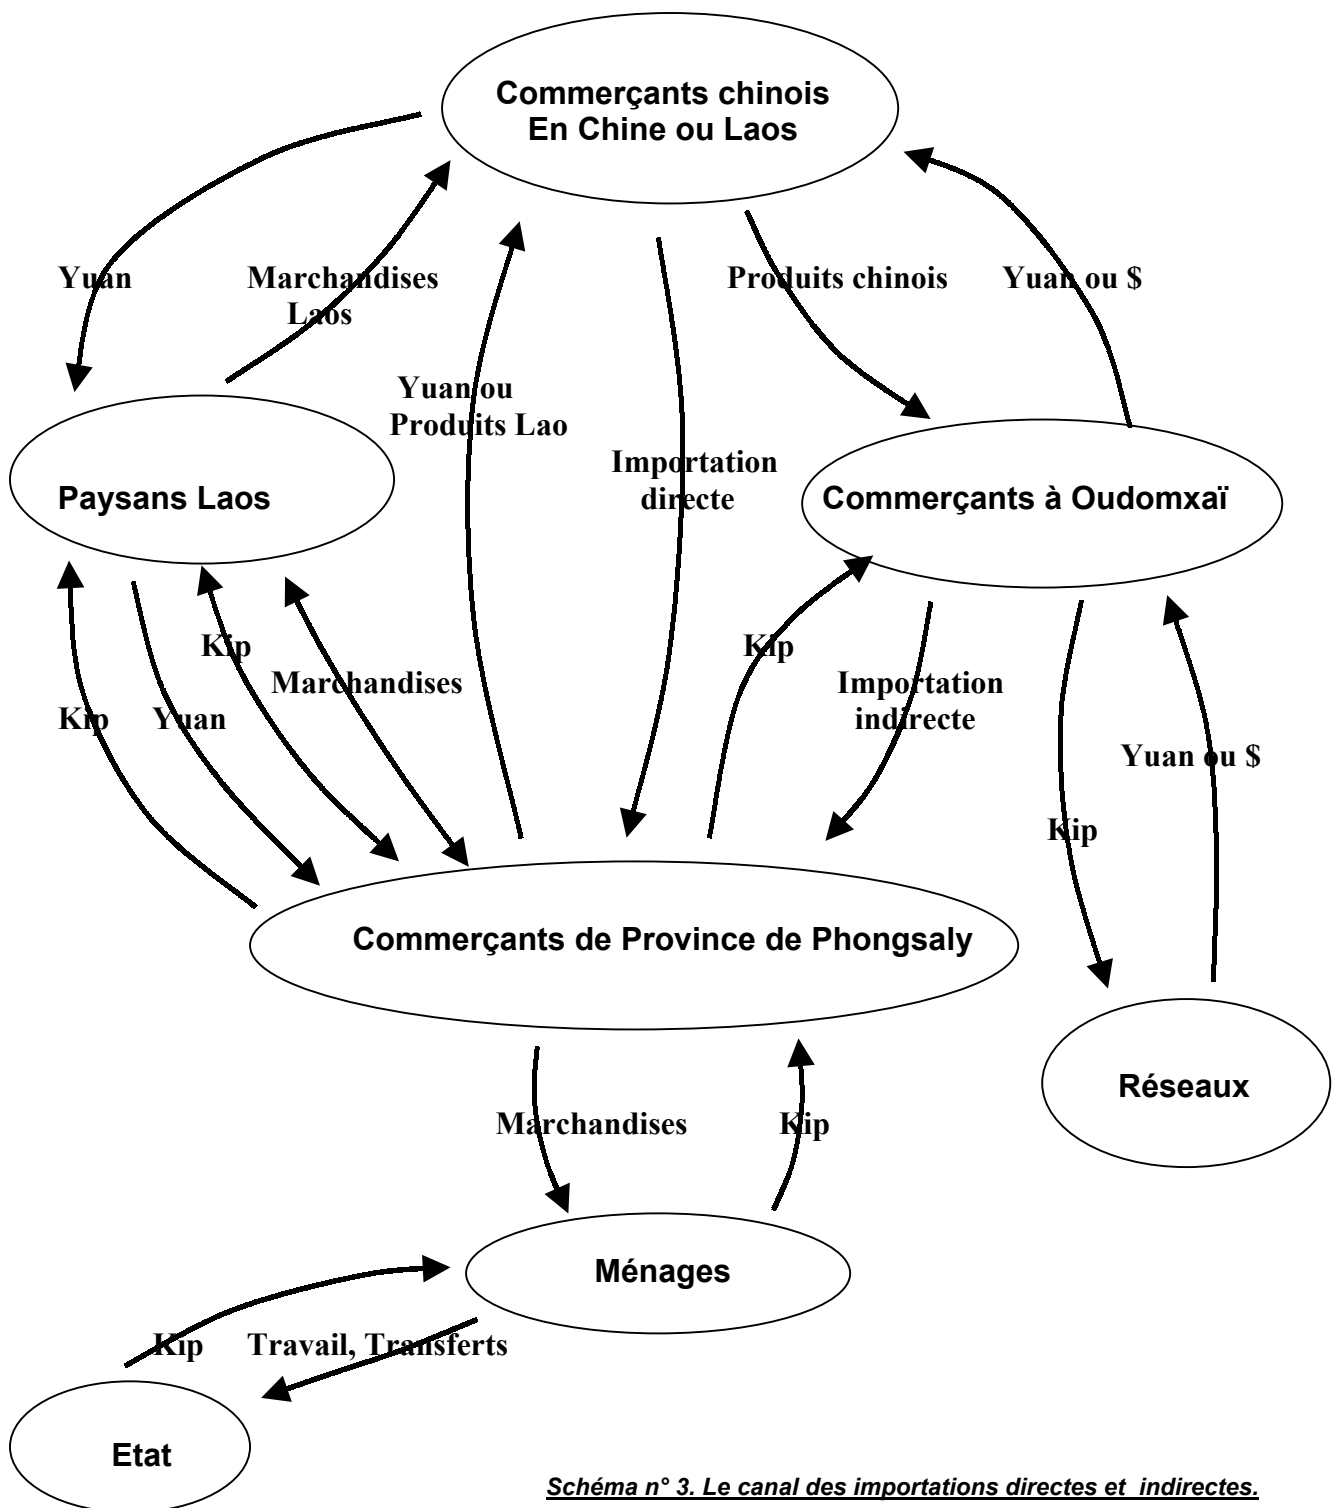 Commerçants chinois
En Chine ou Laos
Yuan
Marchandises
Laos
Produits chinois
Yuan ou $
Yuan ou
Produits Lao
Importation
directe
Paysans Laos
Commerçants à Oudomxaï
Kip
Marchandises
Kip
Yuan
Kip
Importation
indirecte
Yuan ou $
Kip
Commerçants de Province de Phongsaly
Réseaux
Marchandises
Kip
Ménages
Kip
Travail, Transferts
Etat
Schéma n° 3. Le canal des importations directes et indirectes.